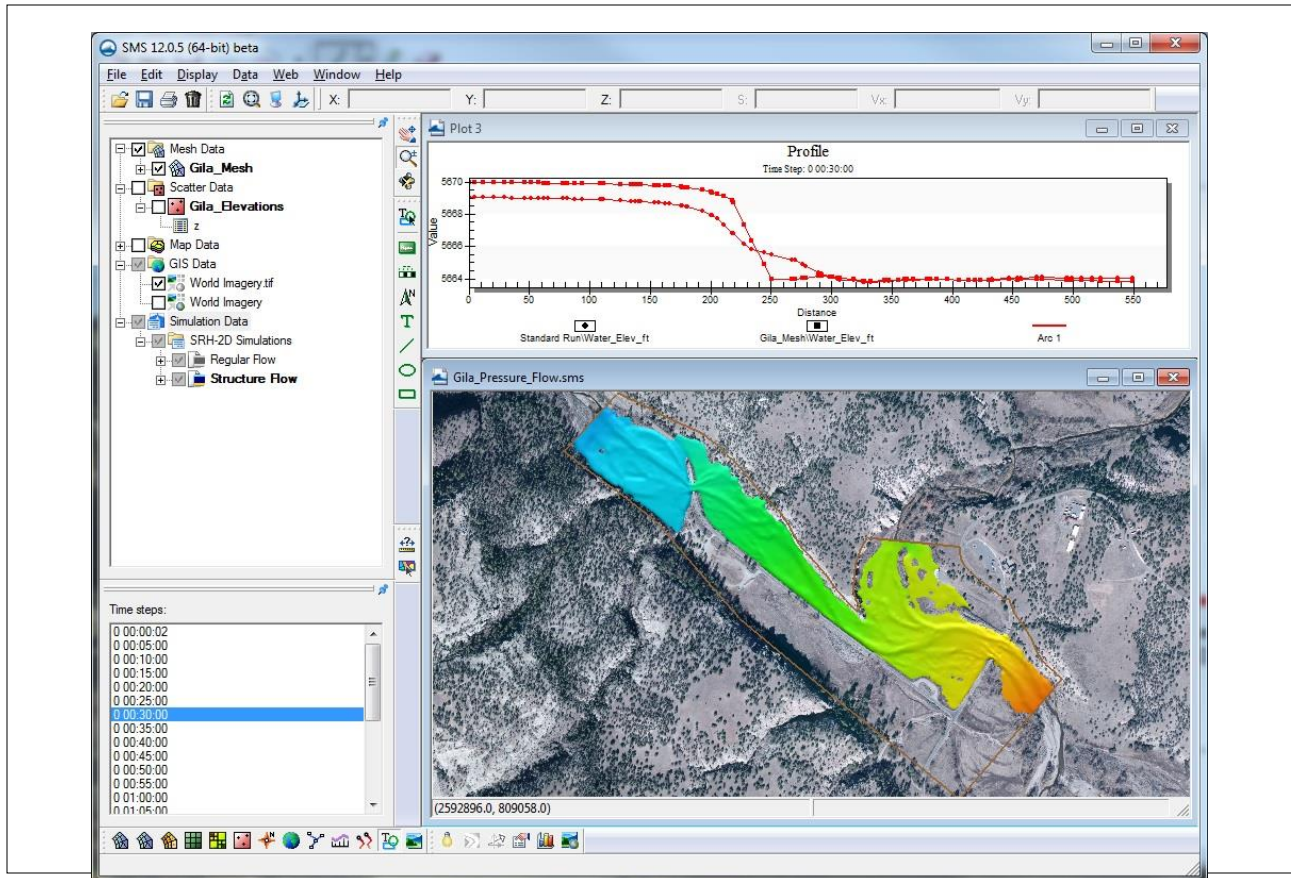 SMS 12.0.5 (64-bit) beta
File Edit Display Data Web Window Help
X: Y: Z: S: Vx: Vy:
Mesh Data
Gila_Mesh
Scatter Data
Gila_Elevations
z
Map Data
GIS Data
World Imagery.tif
World Imagery
Simulation Data
SRH-2D Simulations
Regular Flow
Structure Flow
Time steps:
0 00:00:02
0 00:05:00
0 00:10:00
0 00:15:00
0 00:20:00
0 00:25:00
0 00:30:00
0 00:35:00
0 00:40:00
0 00:45:00
0 00:50:00
0 00:55:00
0 01:00:00
0 01:05:00
Plot 3
Profile
Time Step: 0 00:30:00
Value
5670
5668
5666
5664
0 50 100 150 200 250 300 350 400 450 500 550
Distance
Standard Run\Water_Elev_ft Gila_Mesh\Water_Elev_ft Arc 1
Gila_Pressure_Flow.sms
(2592896.0, 809058.0)